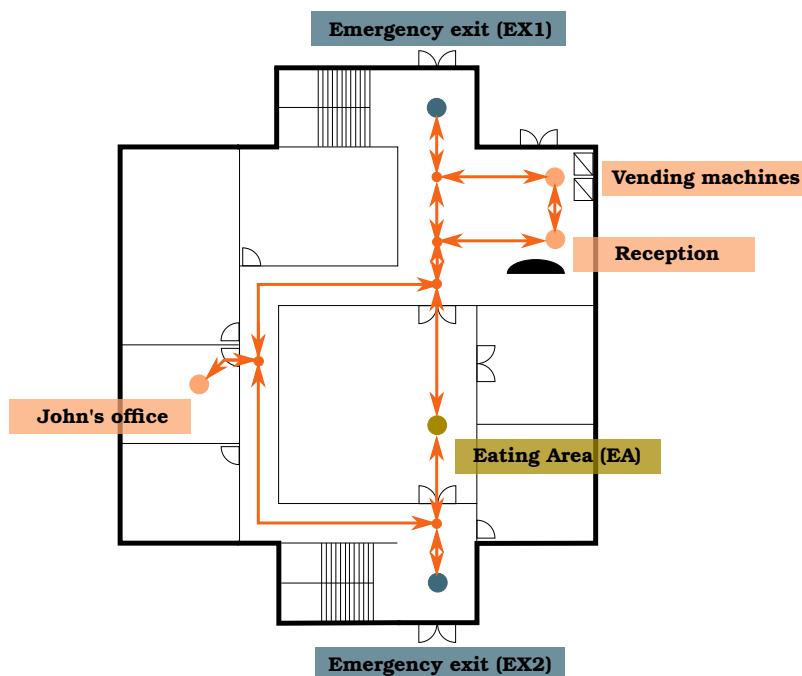 Emergency exit (EX1)
Vending machines
Reception
John's office
Eating Area (EA)
Emergency exit (EX2)